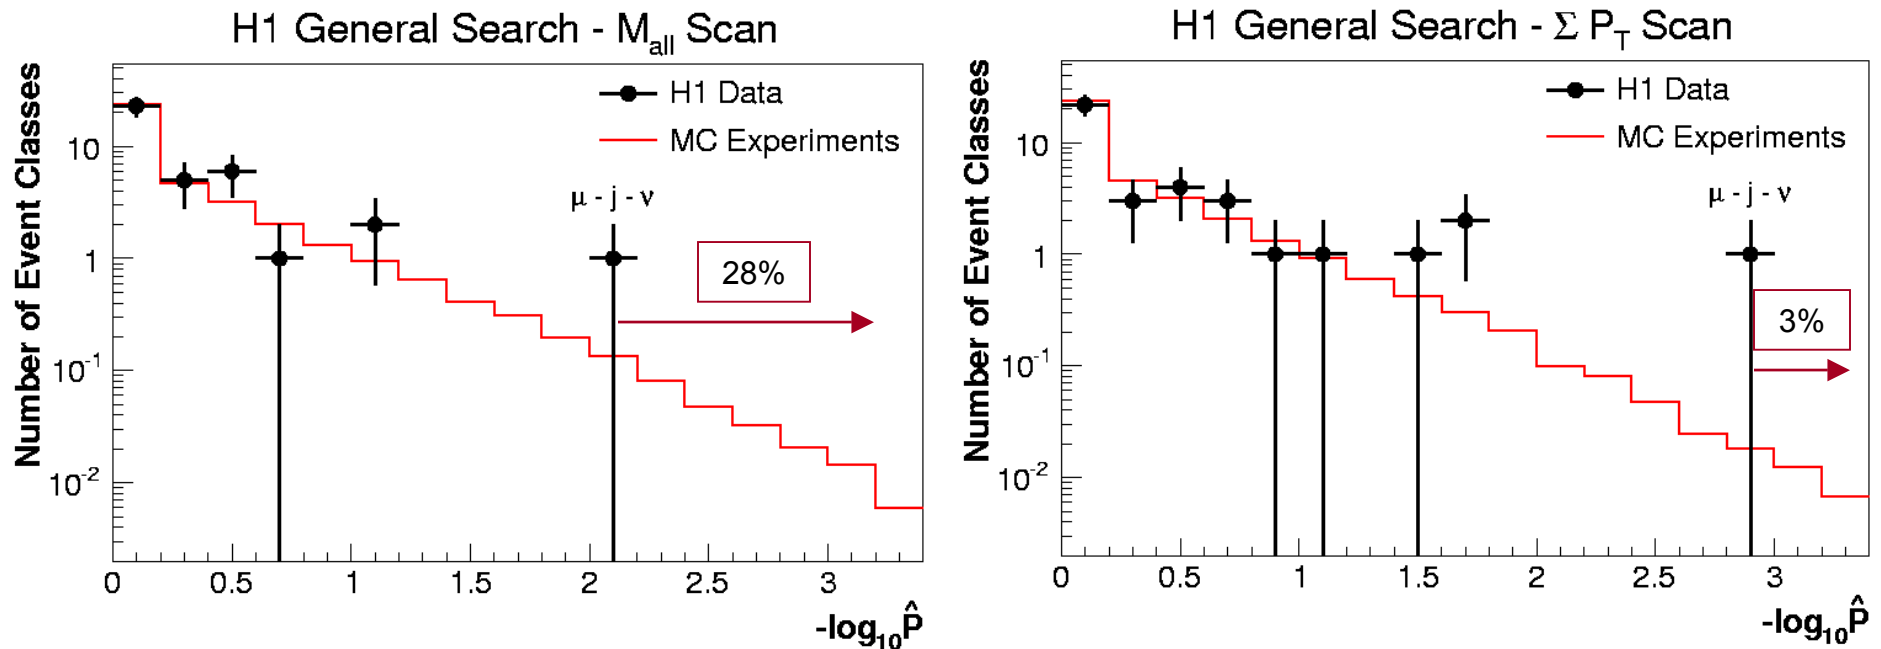 H1 General Search - Mall Scan
Number of Event Classes
H1 Data
MC Experiments
μ - j - ν
28%
10
1
10-1
10-2
0 0.5 1 1.5 2 2.5 3
-log10P̂
H1 General Search - Σ PT Scan
Number of Event Classes
H1 Data
MC Experiments
μ - j - ν
3%
10
1
10-1
10-2
0 0.5 1 1.5 2 2.5 3
-log10P̂